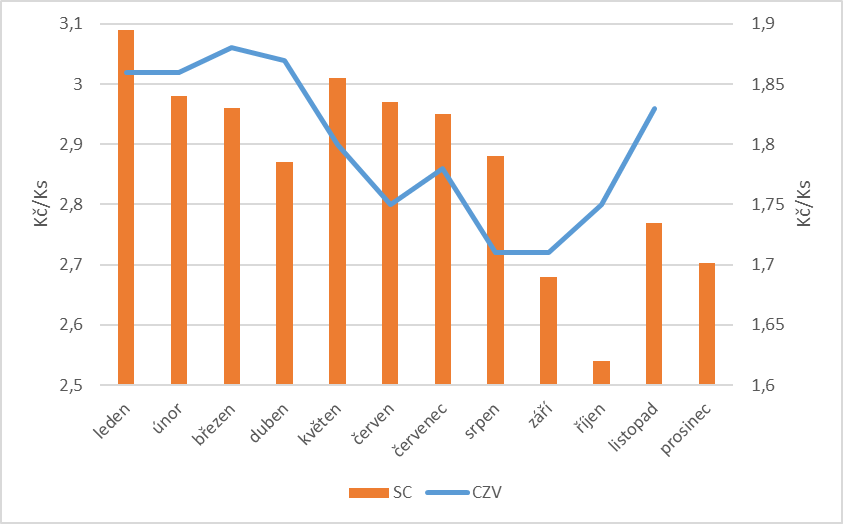 3,1
3
2,9
2,8
2,7
2,6
2,5
Kč/Ks
1,9
1,85
1,8
1,75
1,7
1,65
1,6
Kč/Ks
leden
únor
březen
duben
květen
červen
červenec
srpen
září
říjen
listopad
prosinec
SC
CZV